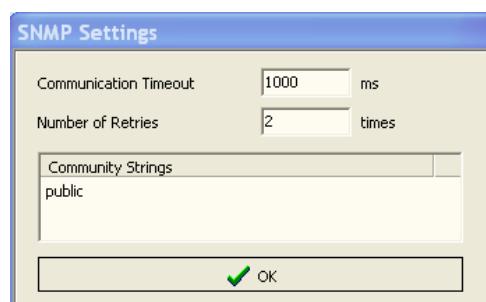 SNMP Settings
Communication Timeout 1000 ms
Number of Retries 2 times
Community Strings
public
OK